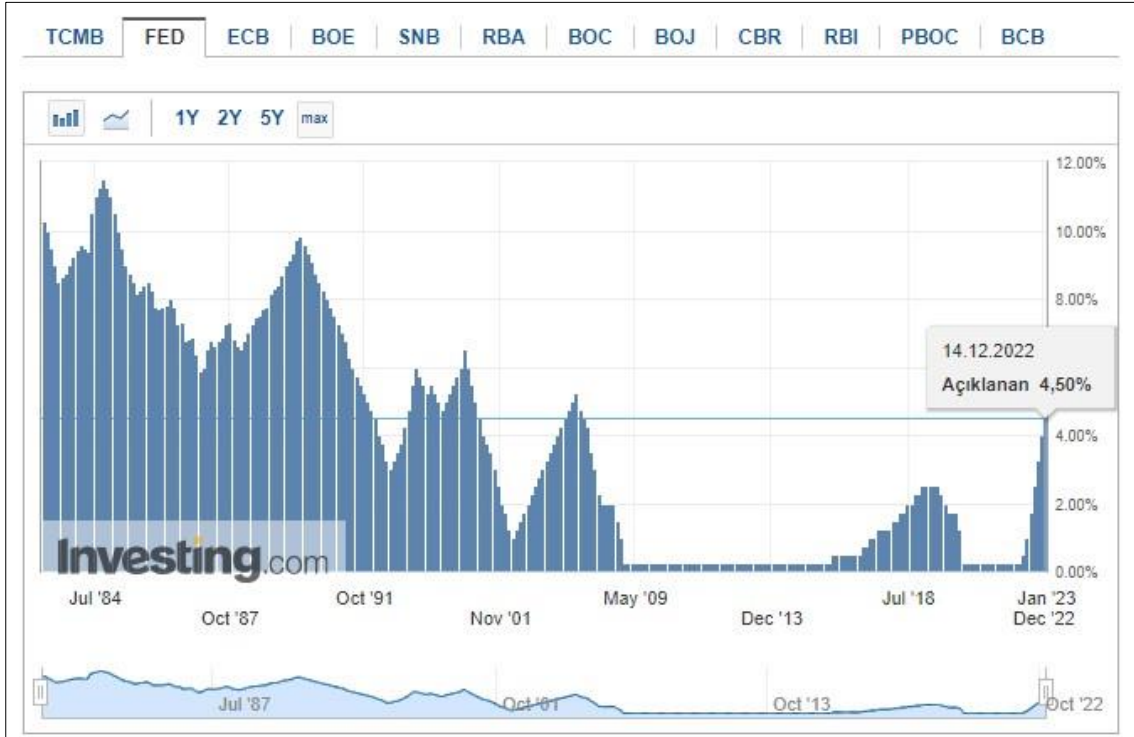 TCMB FED ECB BOE SNB RBA BOC BOJ CBR RBI PBOC BCB
1Y 2Y 5Y max
12.00%
10.00%
8.00%
14.12.2022
Açıklanan 4,50%
4.00%
2.00%
0.00%
Investing.com
Jul '84 Oct '91 May '09 Jul '18 Jan '23
Oct '87 Nov '01 Dec '13 Dec '22
Jul '87 Oct '01 Oct '13 Oct '22